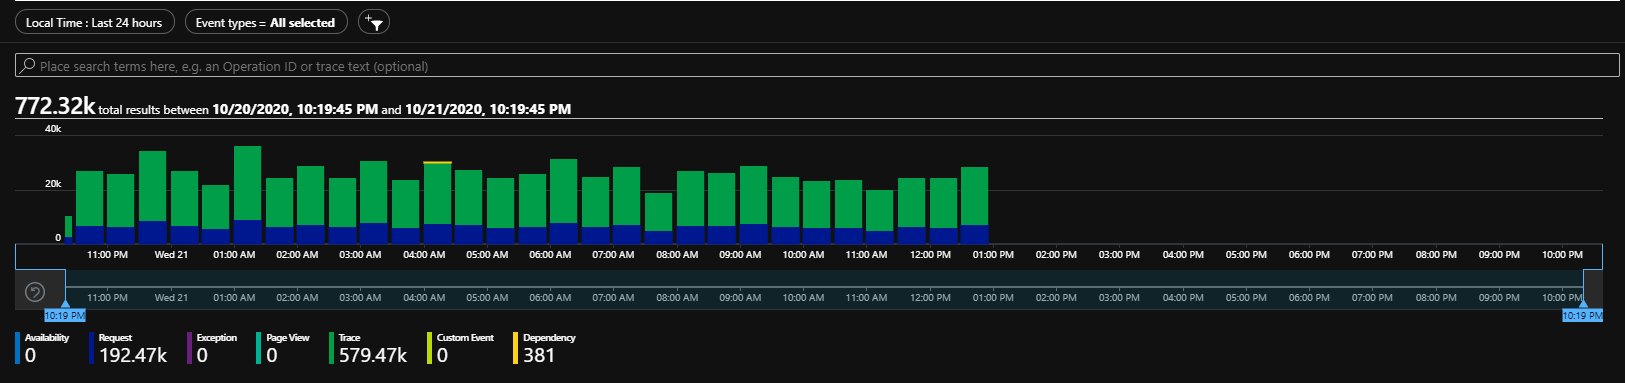 Local Time : Last 24 hours Event types = All selected
Place search terms here, e.g. an Operation ID or trace text (optional)
772.32k total results between 10/20/2020, 10:19:45 PM and 10/21/2020, 10:19:45 PM
40k
20k
0
11:00 PM Wed 21 01:00 AM 02:00 AM 03:00 AM 04:00 AM 05:00 AM 06:00 AM 07:00 AM 08:00 AM 09:00 AM 10:00 AM 11:00 AM 12:00 PM 01:00 PM 02:00 PM 03:00 PM 04:00 PM 05:00 PM 06:00 PM 07:00 PM 08:00 PM 09:00 PM 10:00 PM
11:00 PM Wed 21 01:00 AM 02:00 AM 03:00 AM 04:00 AM 05:00 AM 06:00 AM 07:00 AM 08:00 AM 09:00 AM 10:00 AM 11:00 AM 12:00 PM 01:00 PM 02:00 PM 03:00 PM 04:00 PM 05:00 PM 06:00 PM 07:00 PM 08:00 PM 09:00 PM 10:00 PM
10:19 PM 10:19 PM
Availability Request Exception Page View Trace Custom Event Dependency
0 192.47k 0 0 579.47k 0 381